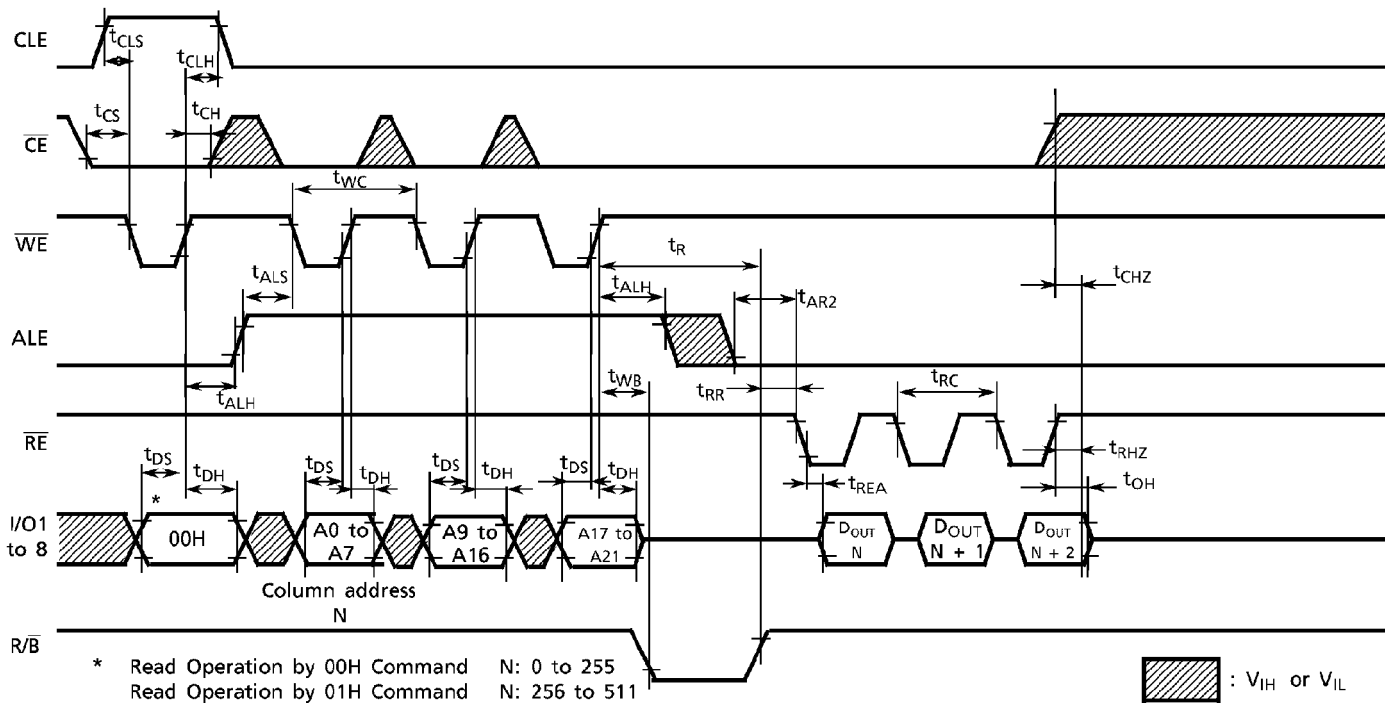 CLE
tCLS
tCLH
CE
tCS
tCH
WE
tWC
tR
tCHZ
ALE
tALS
tALH
tAR2
tALH
tWB
tRR
tRC
RE
tRHZ
tDS
tDH
tDS
tDH
tDS
tDH
tDS
tDH
tREA
tOH
I/O1
to 8
*
00H
A0 to
A7
A9 to
A16
A17 to
A21
DOUT
N
DOUT
N + 1
DOUT
N + 2
Column address
N
R/B
* Read Operation by 00H Command N: 0 to 255
Read Operation by 01H Command N: 256 to 511
: VIH or VIL